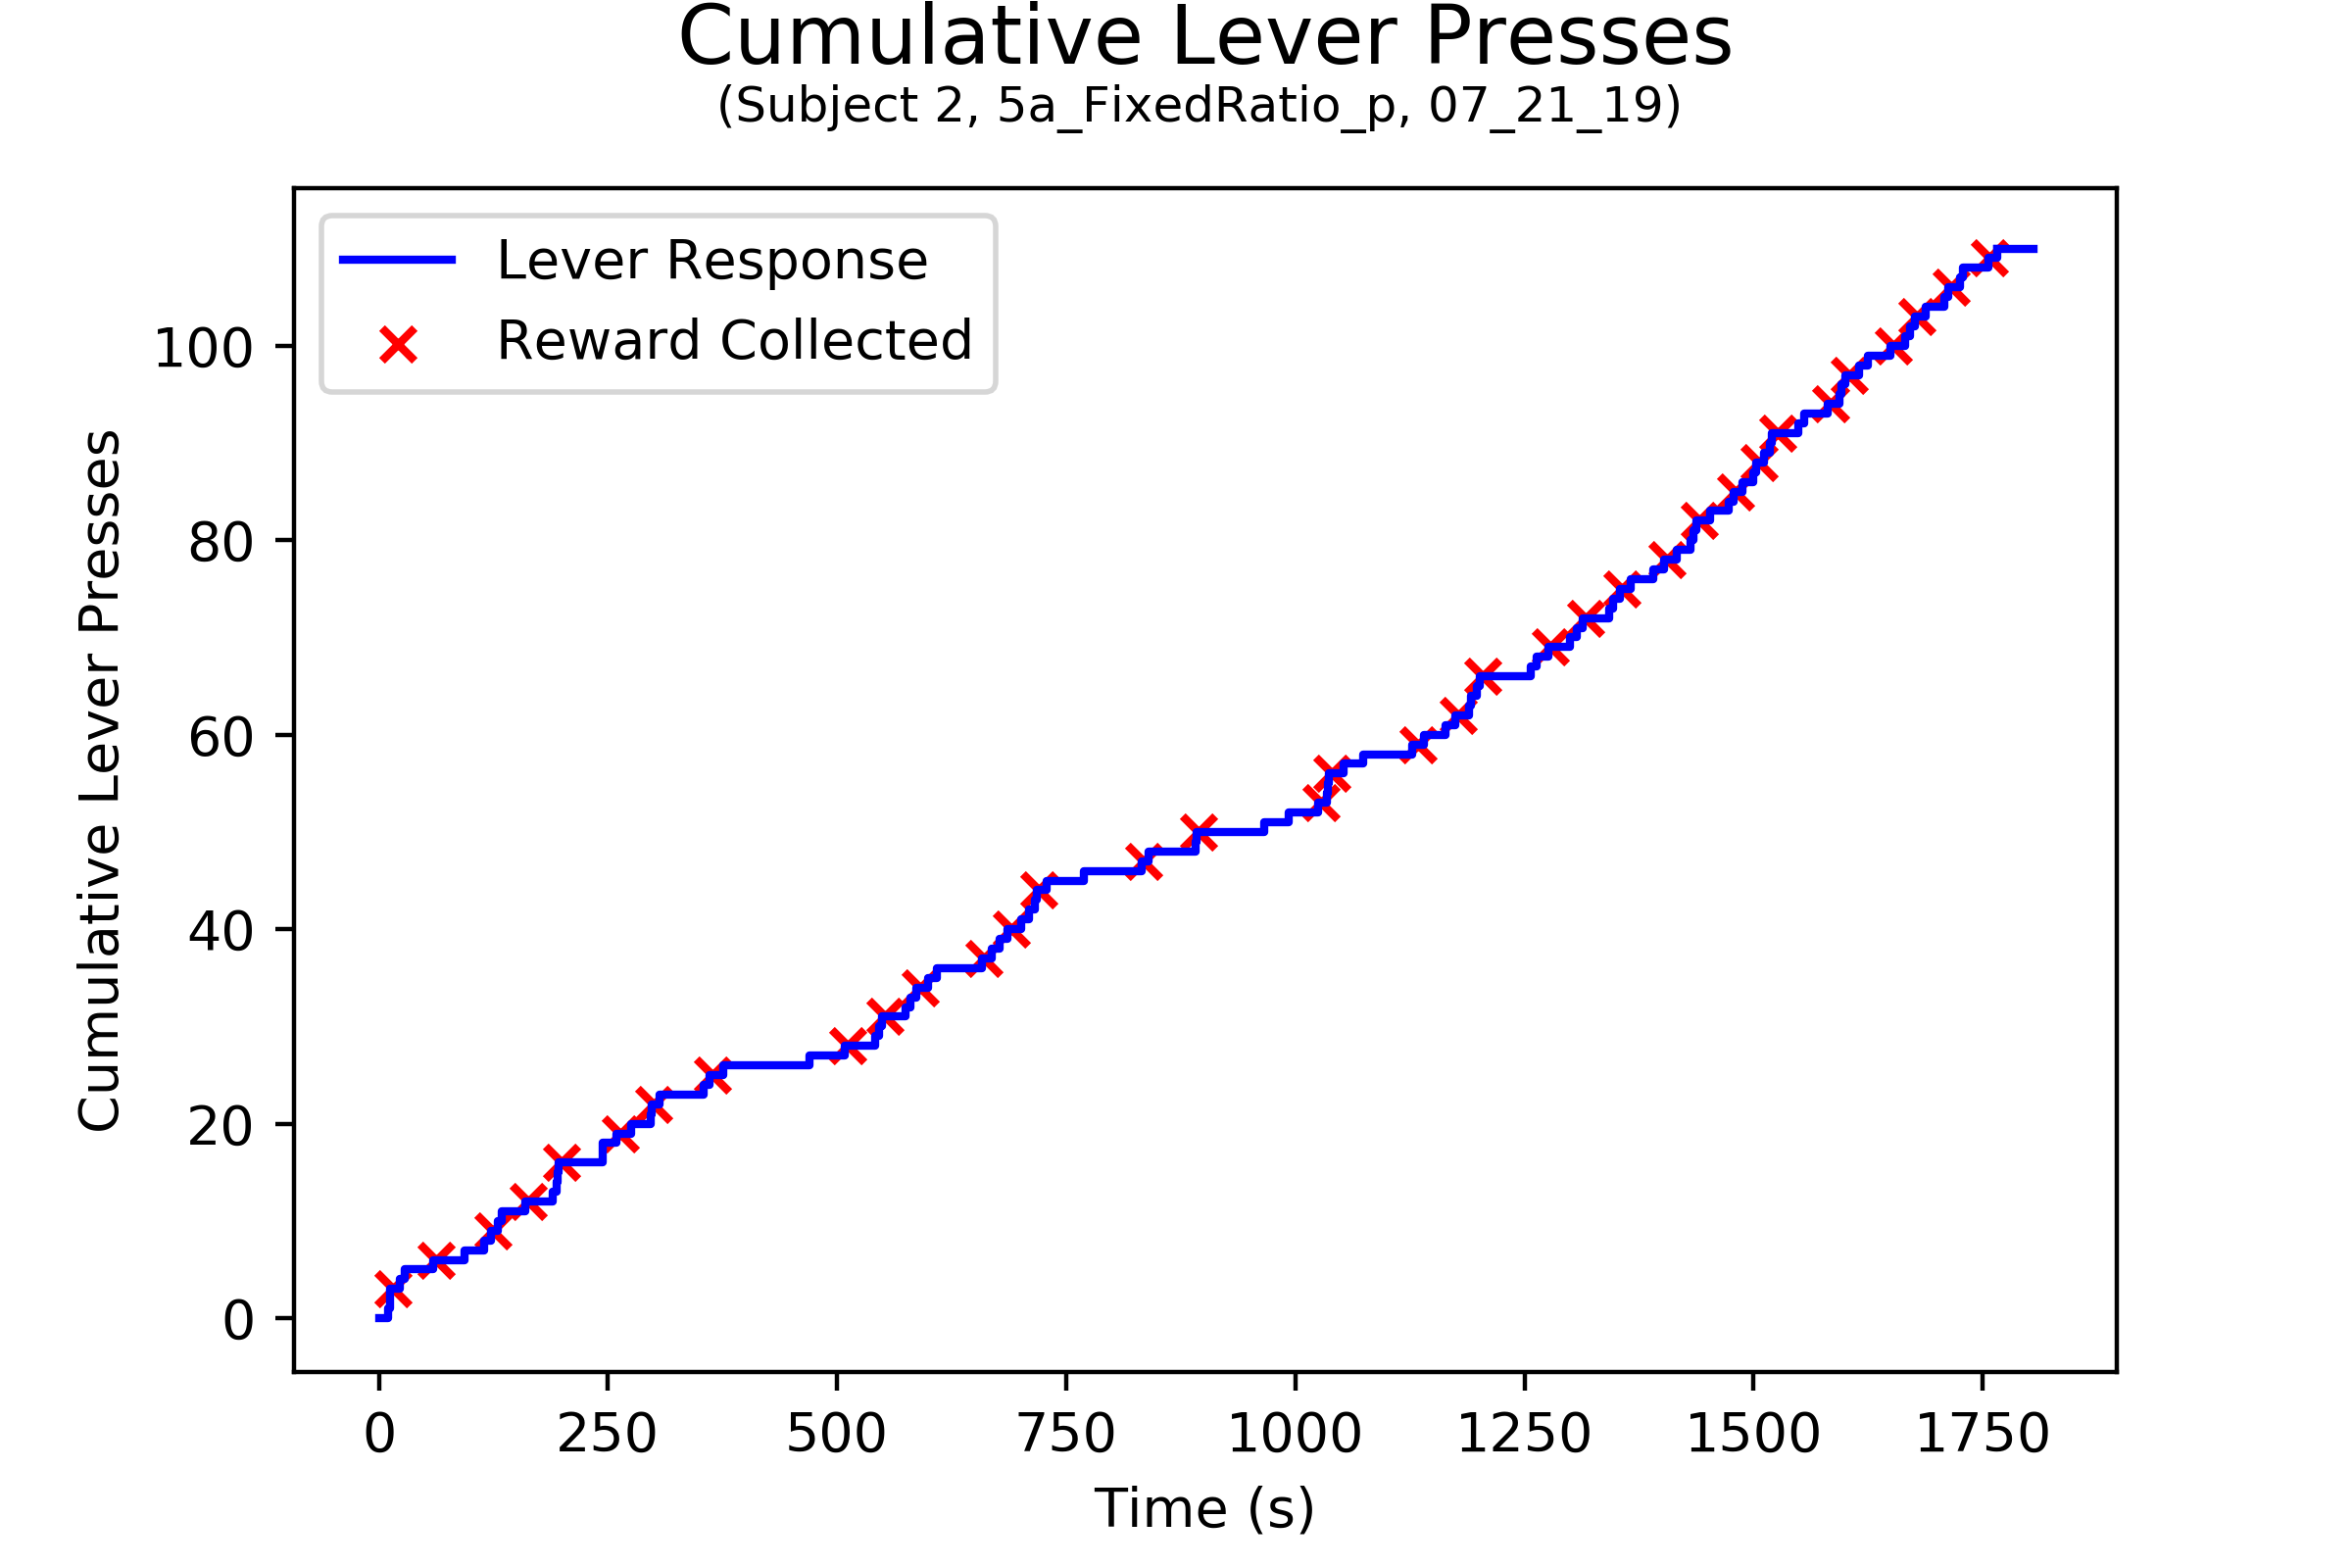 Cumulative Lever Presses
(Subject 2, 5a_FixedRatio_p, 07_21_19)
Lever Response
Reward Collected
Cumulative Lever Presses
100
80
60
40
20
0
0 250 500 750 1000 1250 1500 1750
Time (s)